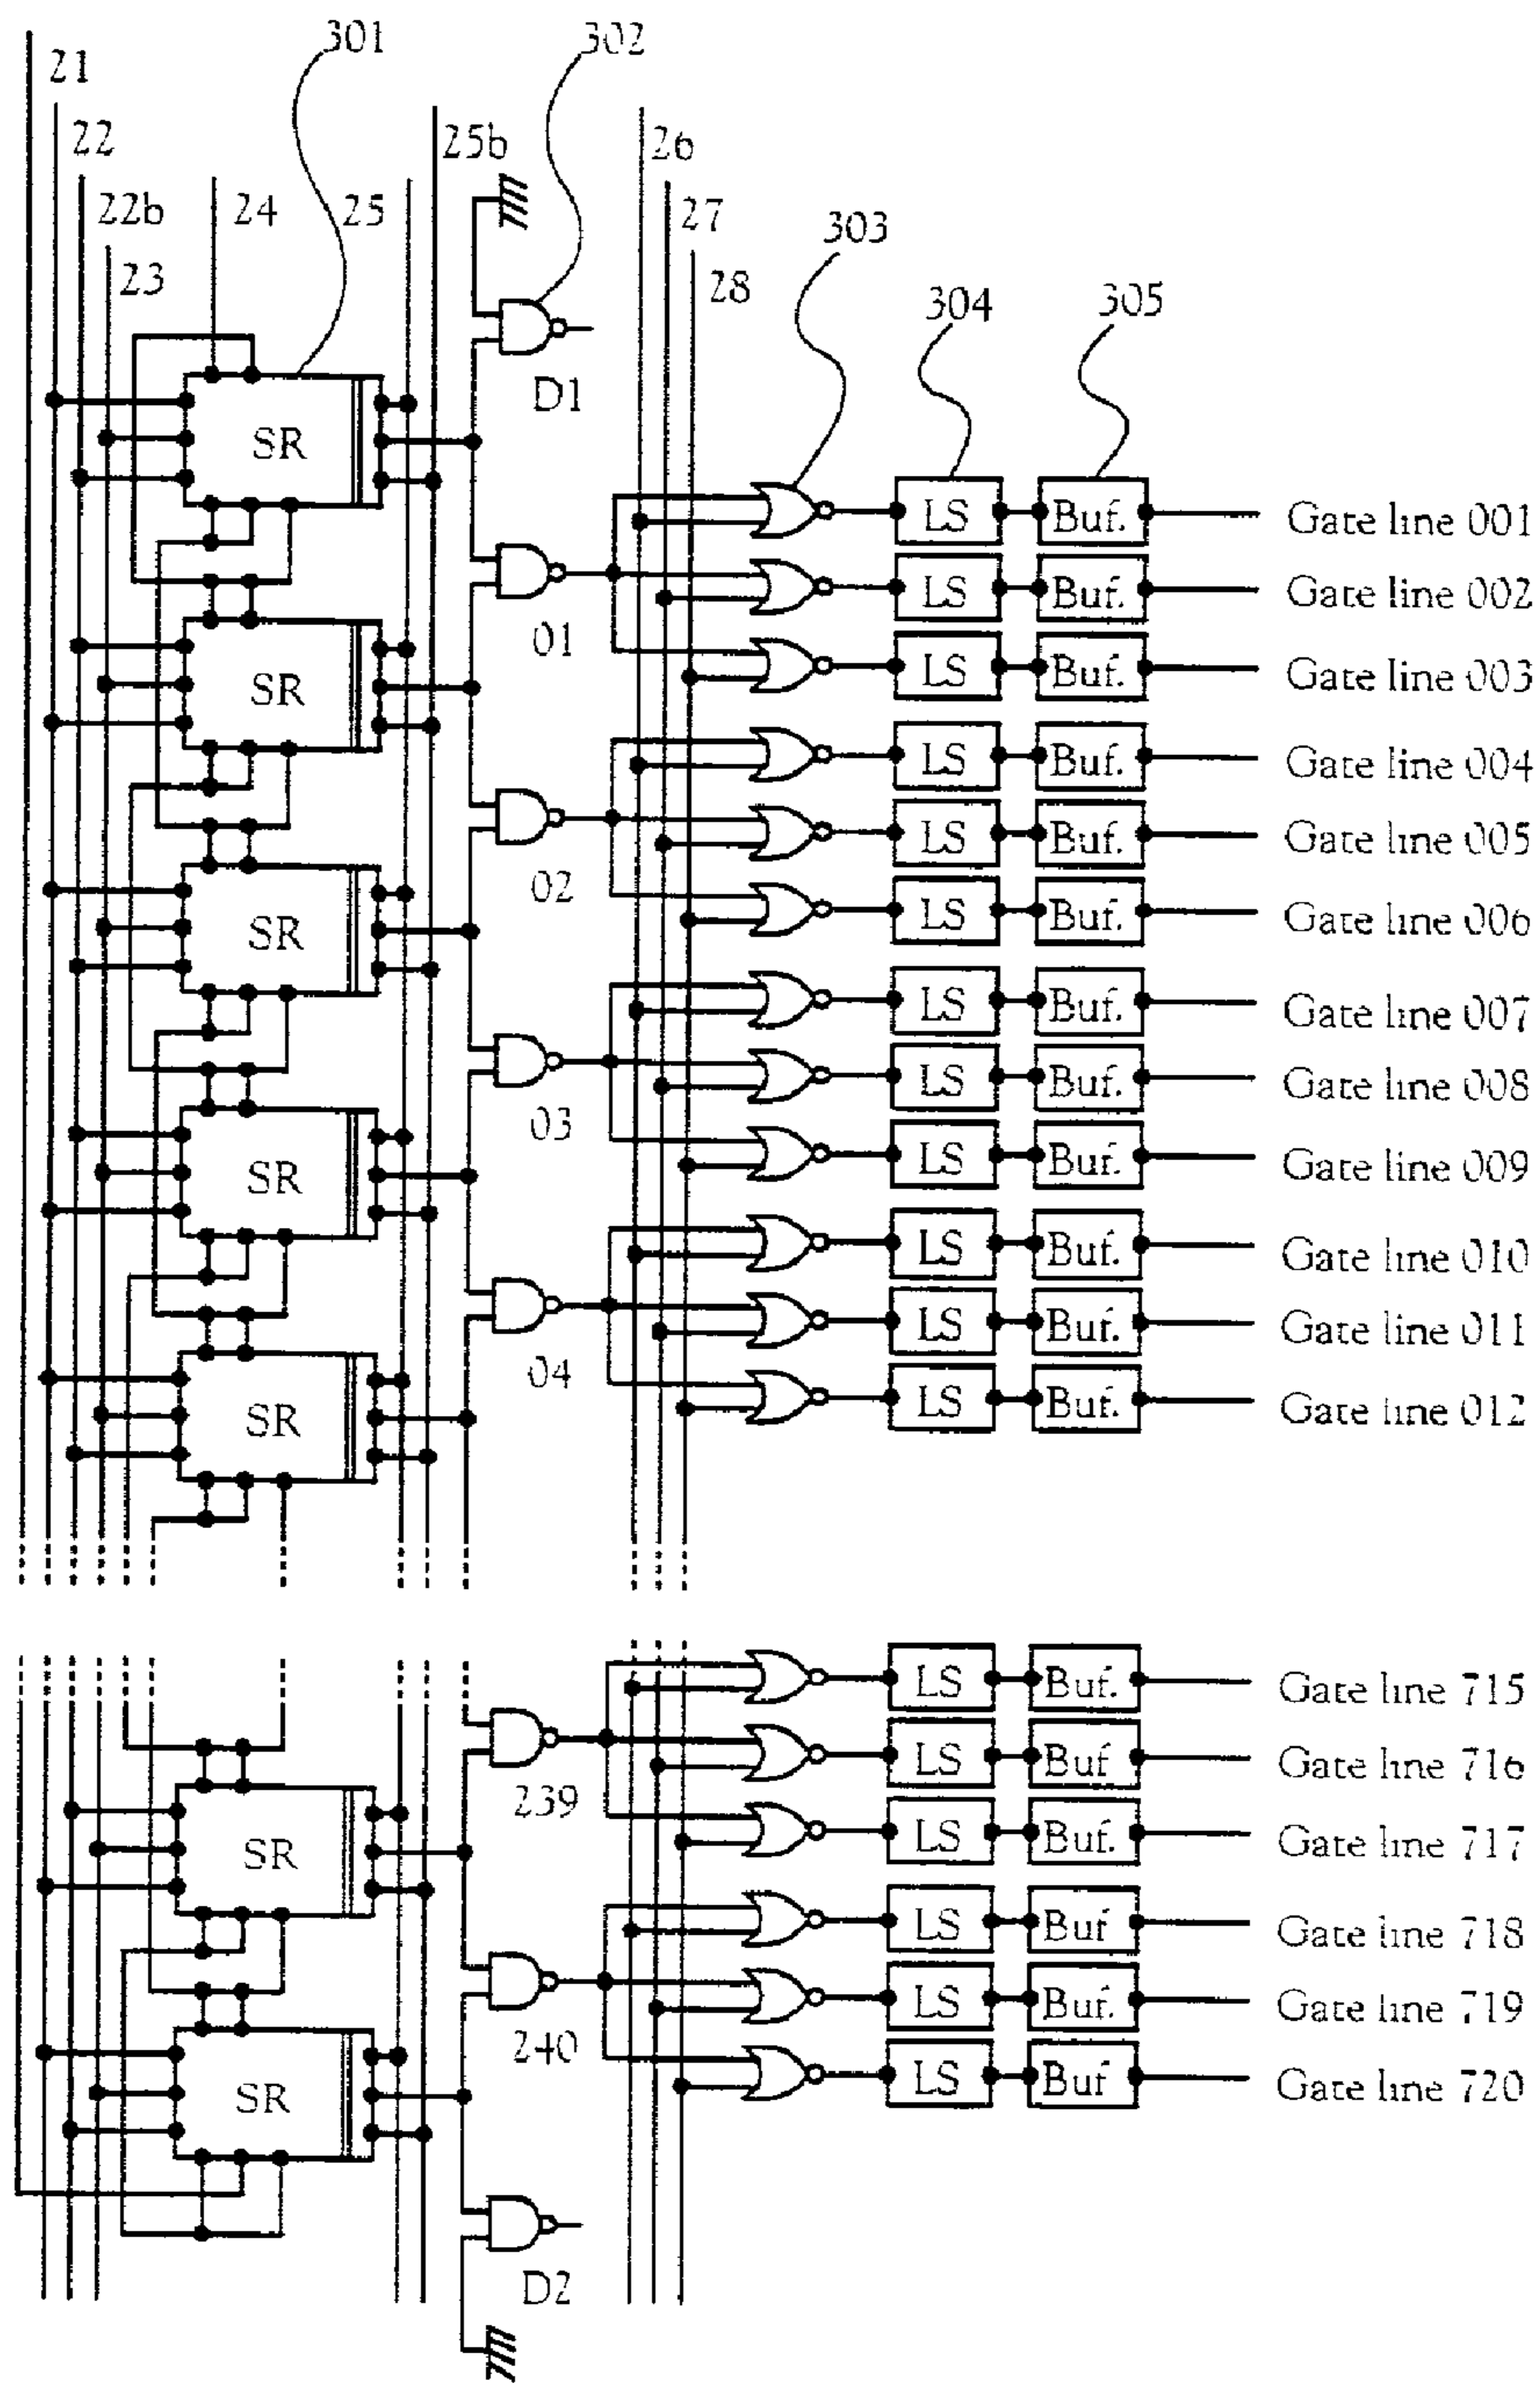 301
302
21
22
25b
26
22b
24
25
27
303
23
28
304
305
D1
SR
LS
Buf.
Gate line 001
LS
Buf.
Gate line 002
01
SR
LS
Buf.
Gate line 003
LS
Buf.
Gate line 004
LS
Buf.
Gate line 005
02
SR
LS
Buf.
Gate line 006
LS
Buf.
Gate line 007
LS
Buf.
Gate line 008
03
SR
LS
Buf.
Gate line 009
LS
Buf.
Gate line 010
LS
Buf.
Gate line 011
04
SR
LS
Buf.
Gate line 012
LS
Buf.
Gate line 715
LS
Buf
Gate line 716
239
SR
LS
Buf.
Gate line 717
LS
Buf
Gate line 718
LS
Buf.
Gate line 719
240
SR
LS
Buf
Gate line 720
D2